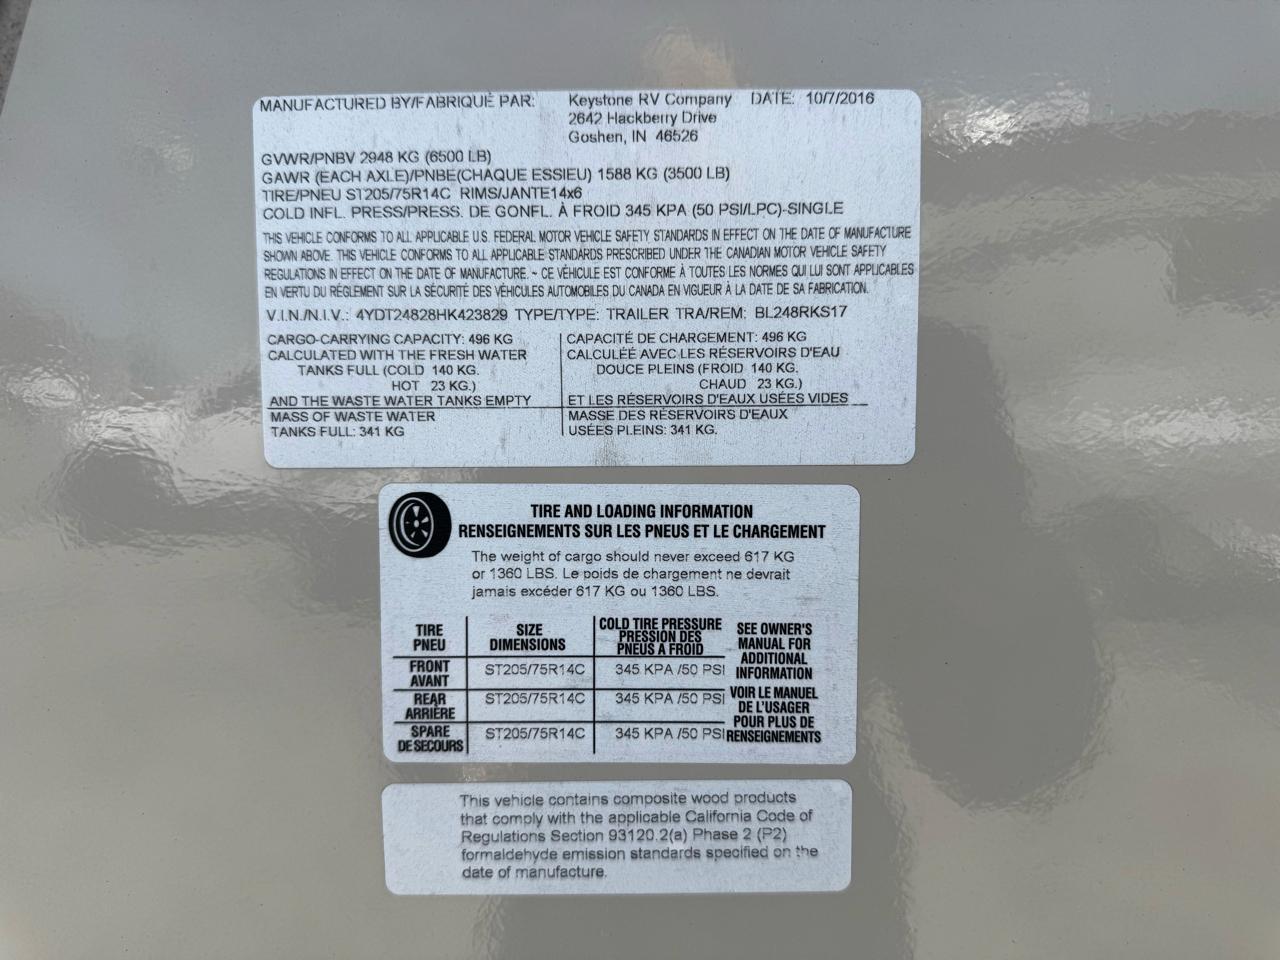 MANUFACTURED BY/FABRIQUÉ PAR: Keystone RV Company DATE: 10/7/2016
2642 Hackberry Drive
Goshen, IN 46526
GVWR/PNBV 2948 KG (6500 LB)
GAWR (EACH AXLE)/PNBE(CHAQUE ESSIEU) 1588 KG (3500 LB)
TIRE/PNEU ST205/75R14C RIMS/JANTE14x6
COLD INFL. PRESS/PRESS. DE GONFL. À FROID 345 KPA (50 PSI/LPC)-SINGLE
THIS VEHICLE CONFORMS TO ALL APPLICABLE U.S. FEDERAL MOTOR VEHICLE SAFETY STANDARDS IN EFFECT ON THE DATE OF MANUFACTURE
SHOWN ABOVE. THIS VEHICLE CONFORMS TO ALL APPLICABLE STANDARDS PRESCRIBED UNDER THE CANADIAN MOTOR VEHICLE SAFETY
REGULATIONS IN EFFECT ON THE DATE OF MANUFACTURE. ~ CE VÉHICULE EST CONFORME À TOUTES LES NORMES QUI LUI SONT APPLICABLES
EN VERTU DU RÉGLEMENT SUR LA SÉCURITÉ DES VÉHICULES AUTOMOBILES DU CANADA EN VIGUEUR À LA DATE DE SA FABRICATION.
V.I.N./N.I.V.: 4YDT24828HK423829 TYPE/TYPE: TRAILER TRA/REM: BL248RKS17
CARGO-CARRYING CAPACITY: 496 KG
CALCULATED WITH THE FRESH WATER
TANKS FULL (COLD 140 KG.
HOT 23 KG.)
AND THE WASTE WATER TANKS EMPTY
MASS OF WASTE WATER
TANKS FULL: 341 KG
CAPACITÉ DE CHARGEMENT: 496 KG
CALCULÉE AVEC LES RÉSERVOIRS D'EAU
DOUCE PLEINS (FROID 140 KG.
CHAUD 23 KG.)
ET LES RÉSERVOIRS D'EAUX USÉES VIDES
MASSE DES RÉSERVOIRS D'EAUX
USÉES PLEINS: 341 KG.
TIRE AND LOADING INFORMATION
RENSEIGNEMENTS SUR LES PNEUS ET LE CHARGEMENT
The weight of cargo should never exceed 617 KG
or 1360 LBS. Le poids de chargement ne devrait
jamais excéder 617 KG ou 1360 LBS.
TIRE
PNEU
SIZE
DIMENSIONS
COLD TIRE PRESSURE
PRESSION DES
PNEUS A FROID
FRONT
AVANT
ST205/75R14C 345 KPA /50 PSI
REAR
ARRIÈRE
ST205/75R14C 345 KPA /50 PSI
SPARE
DE SECOURS
ST205/75R14C 345 KPA /50 PSI
SEE OWNER'S
MANUAL FOR
ADDITIONAL
INFORMATION
VOIR LE MANUEL
DE L'USAGER
POUR PLUS DE
RENSEIGNEMENTS
This vehicle contains composite wood products
that comply with the applicable California Code of
Regulations Section 93120.2(a) Phase 2 (P2)
formaldehyde emission standards specified on the
date of manufacture.